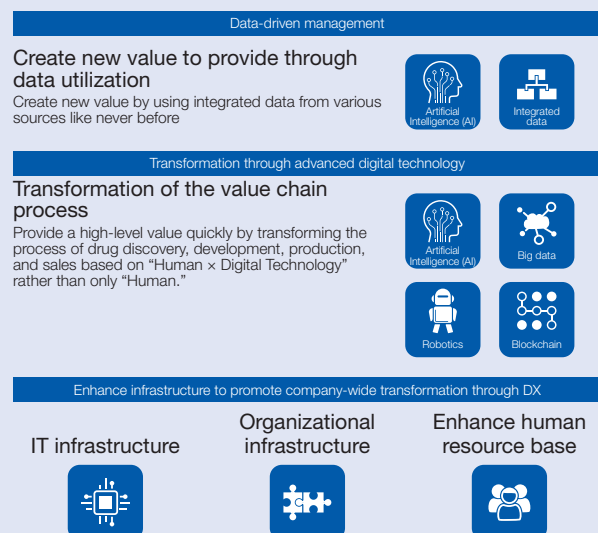 Data-driven management
Create new value to provide through
data utilization
Create new value by using integrated data from various
sources like never before
Artificial
Intelligence (AI)
Integrated
data
Transformation through advanced digital technology
Transformation of the value chain
process
Provide a high-level value quickly by transforming the
process of drug discovery, development, production,
and sales based on “Human × Digital Technology”
rather than only “Human.”
Artificial
Intelligence (AI)
Big data
Robotics
Blockchain
Enhance infrastructure to promote company-wide transformation through DX
IT infrastructure
Organizational
infrastructure
Enhance human
resource base